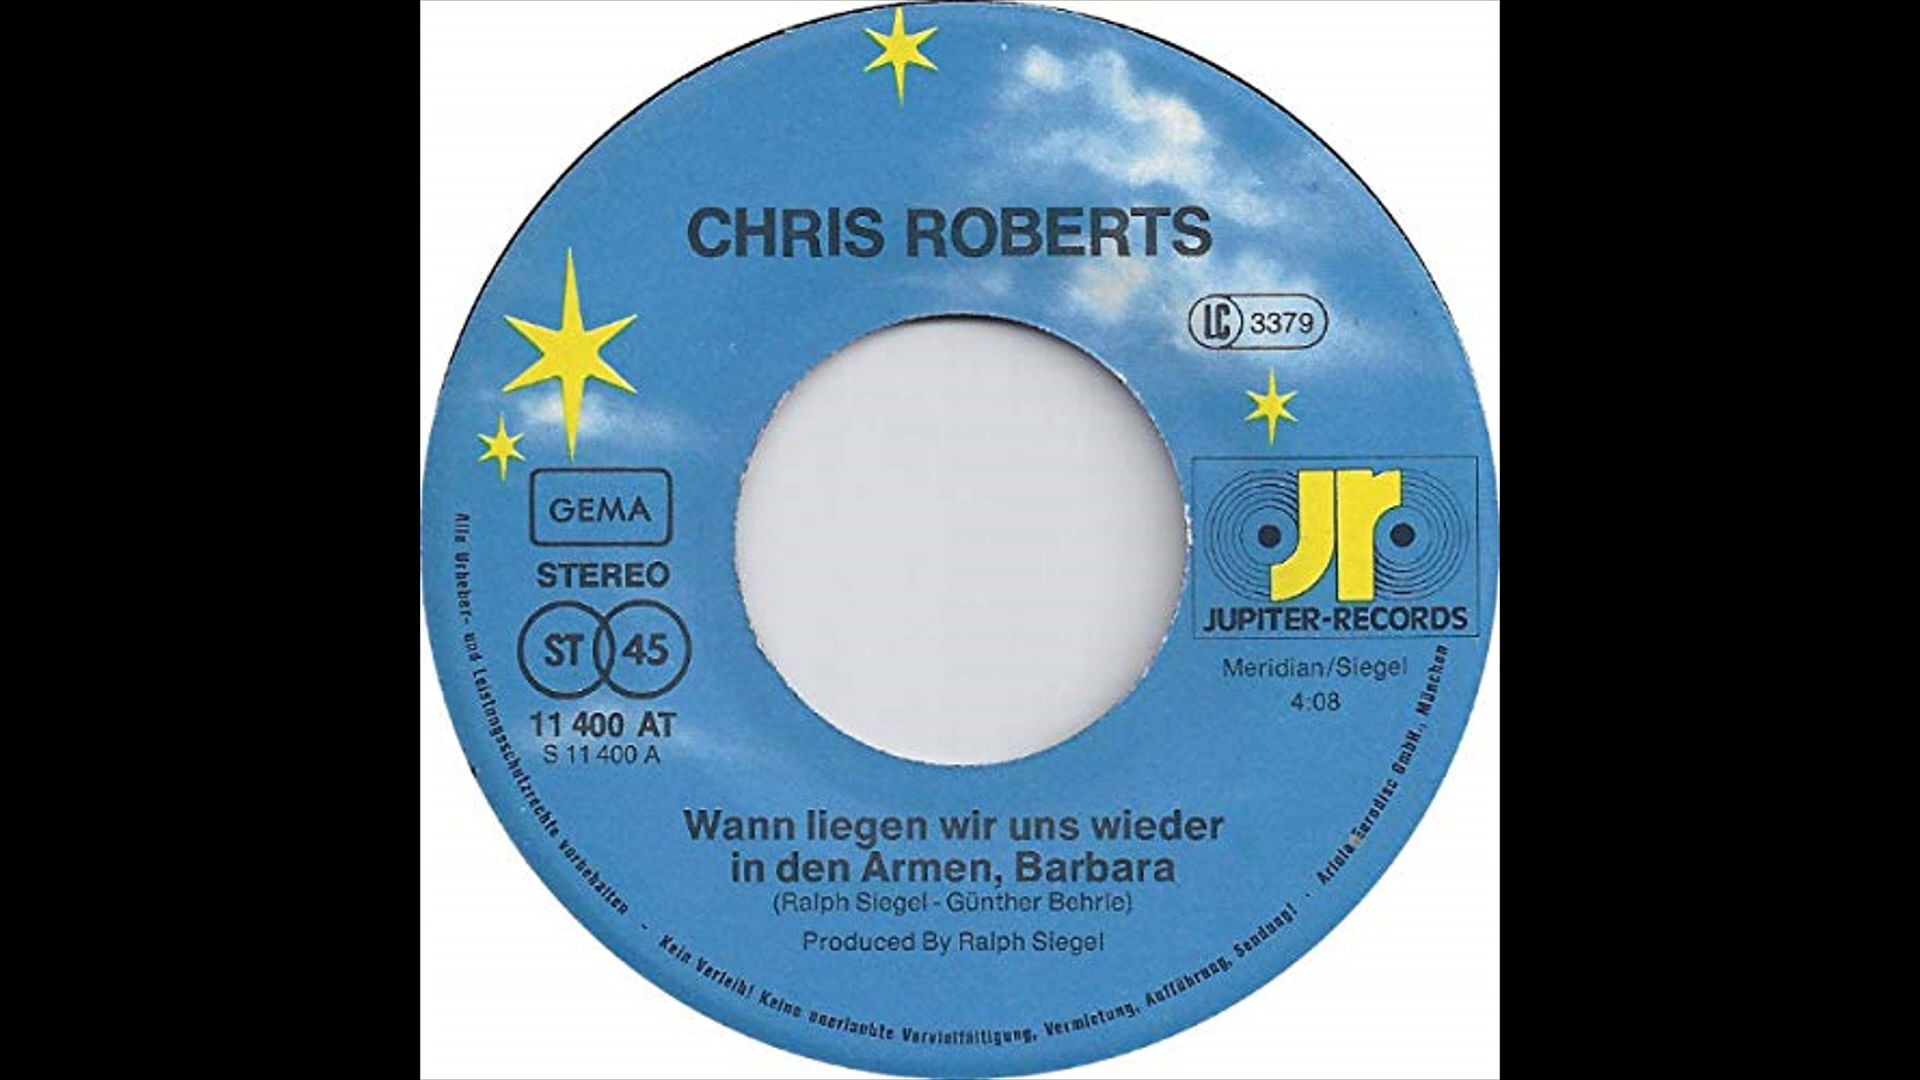 CHRIS ROBERTS
LC 3379
GEMA
STEREO
ST 45
11 400 AT
S 11 400 A
jr
JUPITER-RECORDS
Meridian/Siegel
4:08
Wann liegen wir uns wieder
in den Armen, Barbara
(Ralph Siegel - Günther Behrle)
Produced By Ralph Siegel
Alle Urheber- und Leistungsschutzrechte vorbehalten - Kein Verleih! Keine unerlaubte Vervielfältigung, Vermietung, Aufführung, Sendung! · Ariola Eurodisc GmbH., München